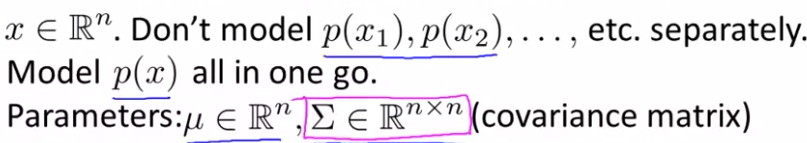 x ∈ ℝⁿ. Don't model p(x₁), p(x₂), …, etc. separately.
Model p(x) all in one go.
Parameters: μ ∈ ℝⁿ, Σ ∈ ℝⁿˣⁿ (covariance matrix)